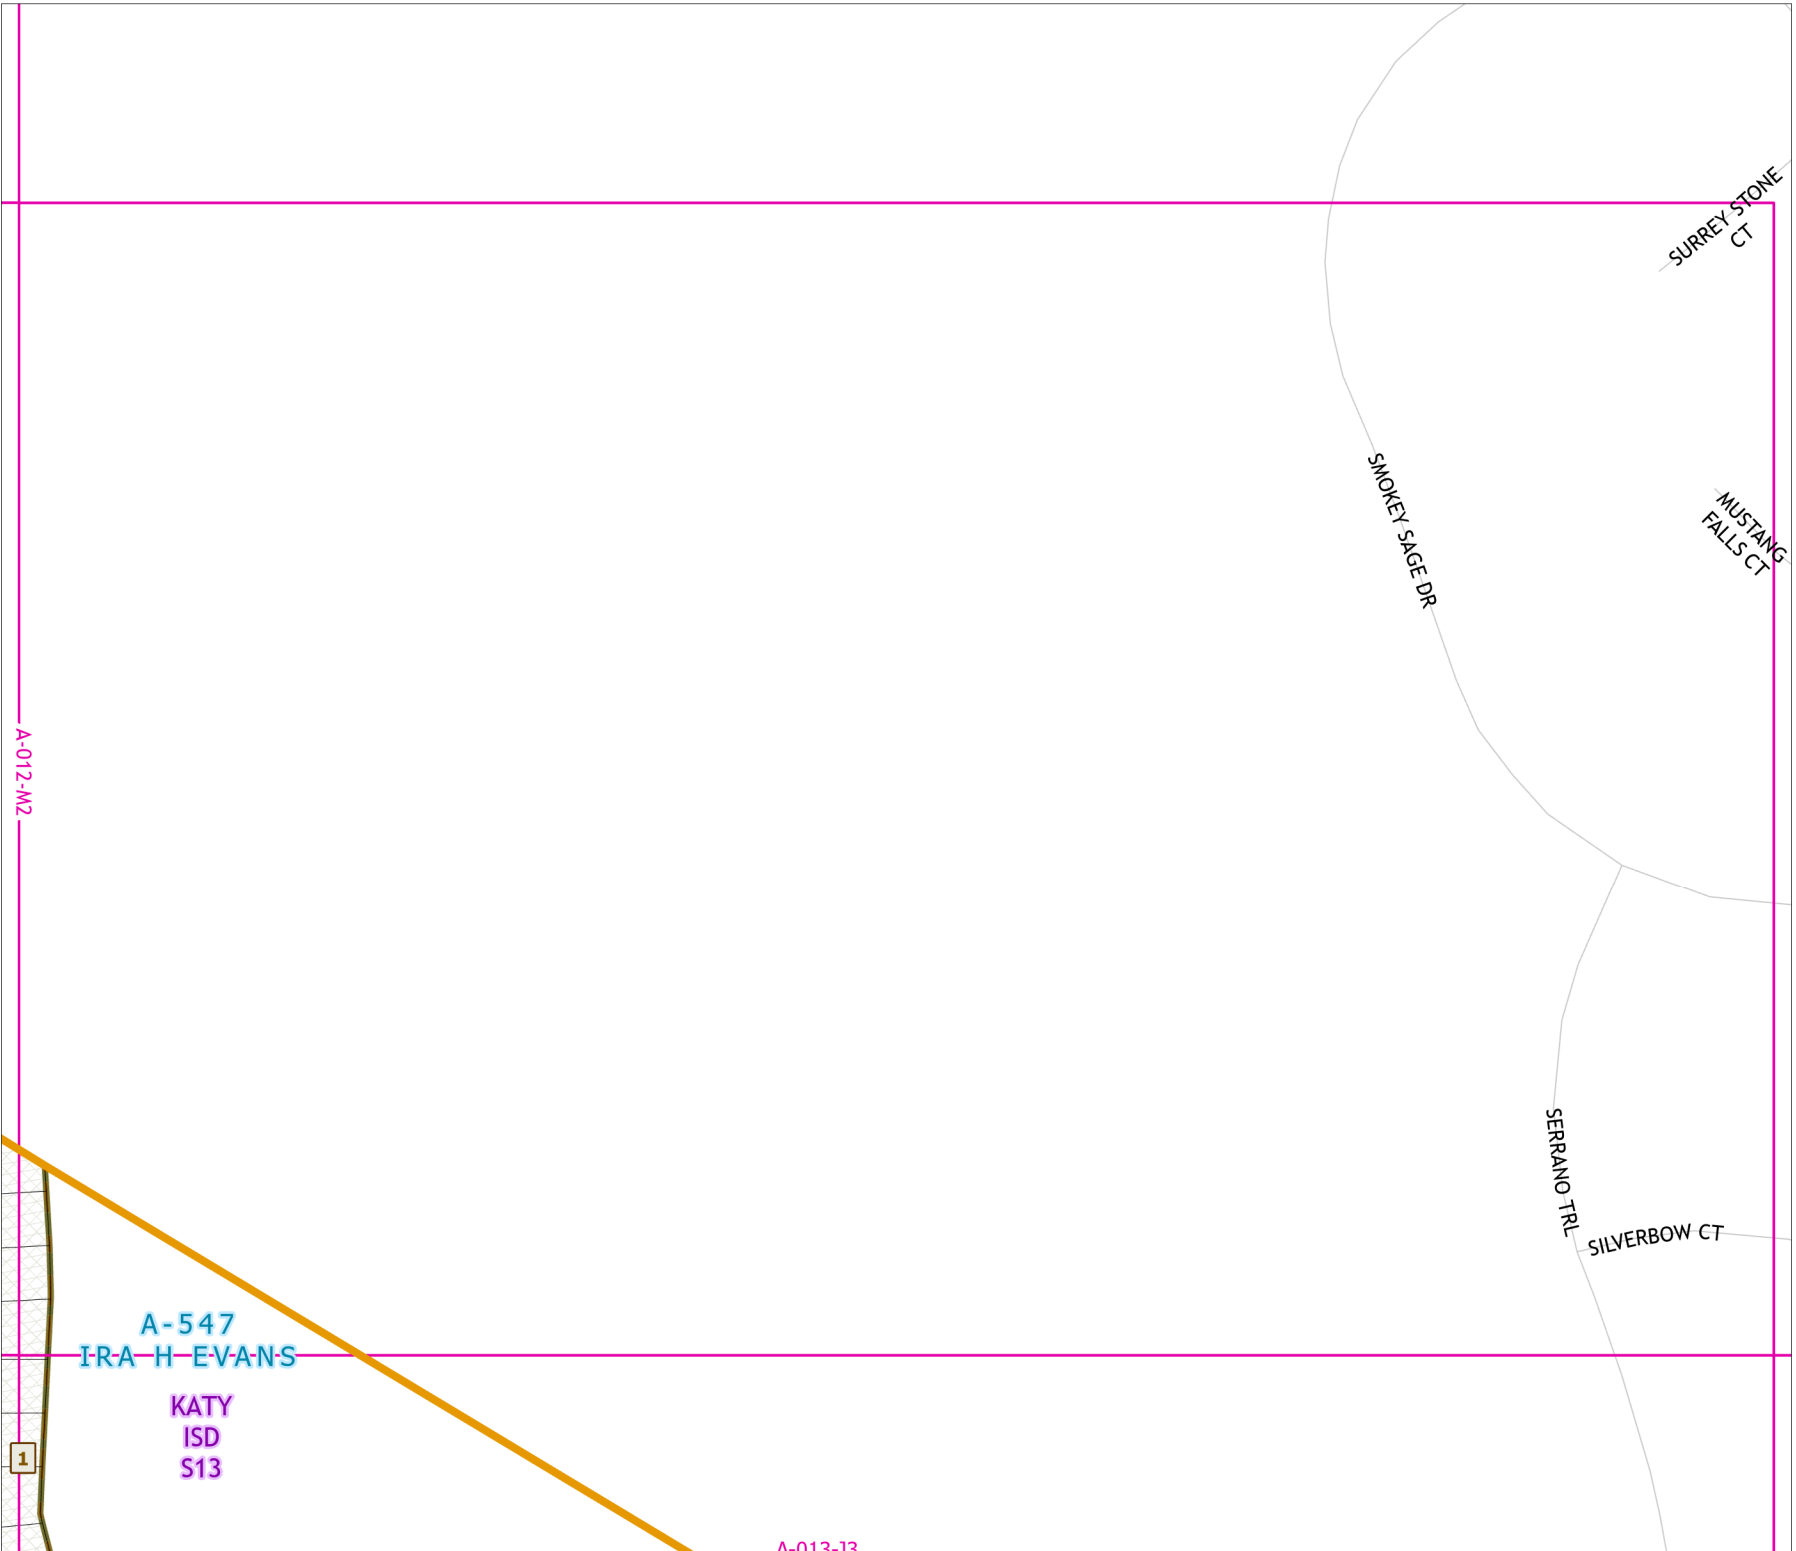 SURREY STONE
CT
SMOKEY SAGE DR
MUSTANG
FALLS CT
A-012-M2
SERRANO TRL
SILVERBOW CT
A-547
IRA H EVANS
KATY
ISD
S13
1
A-013-J3